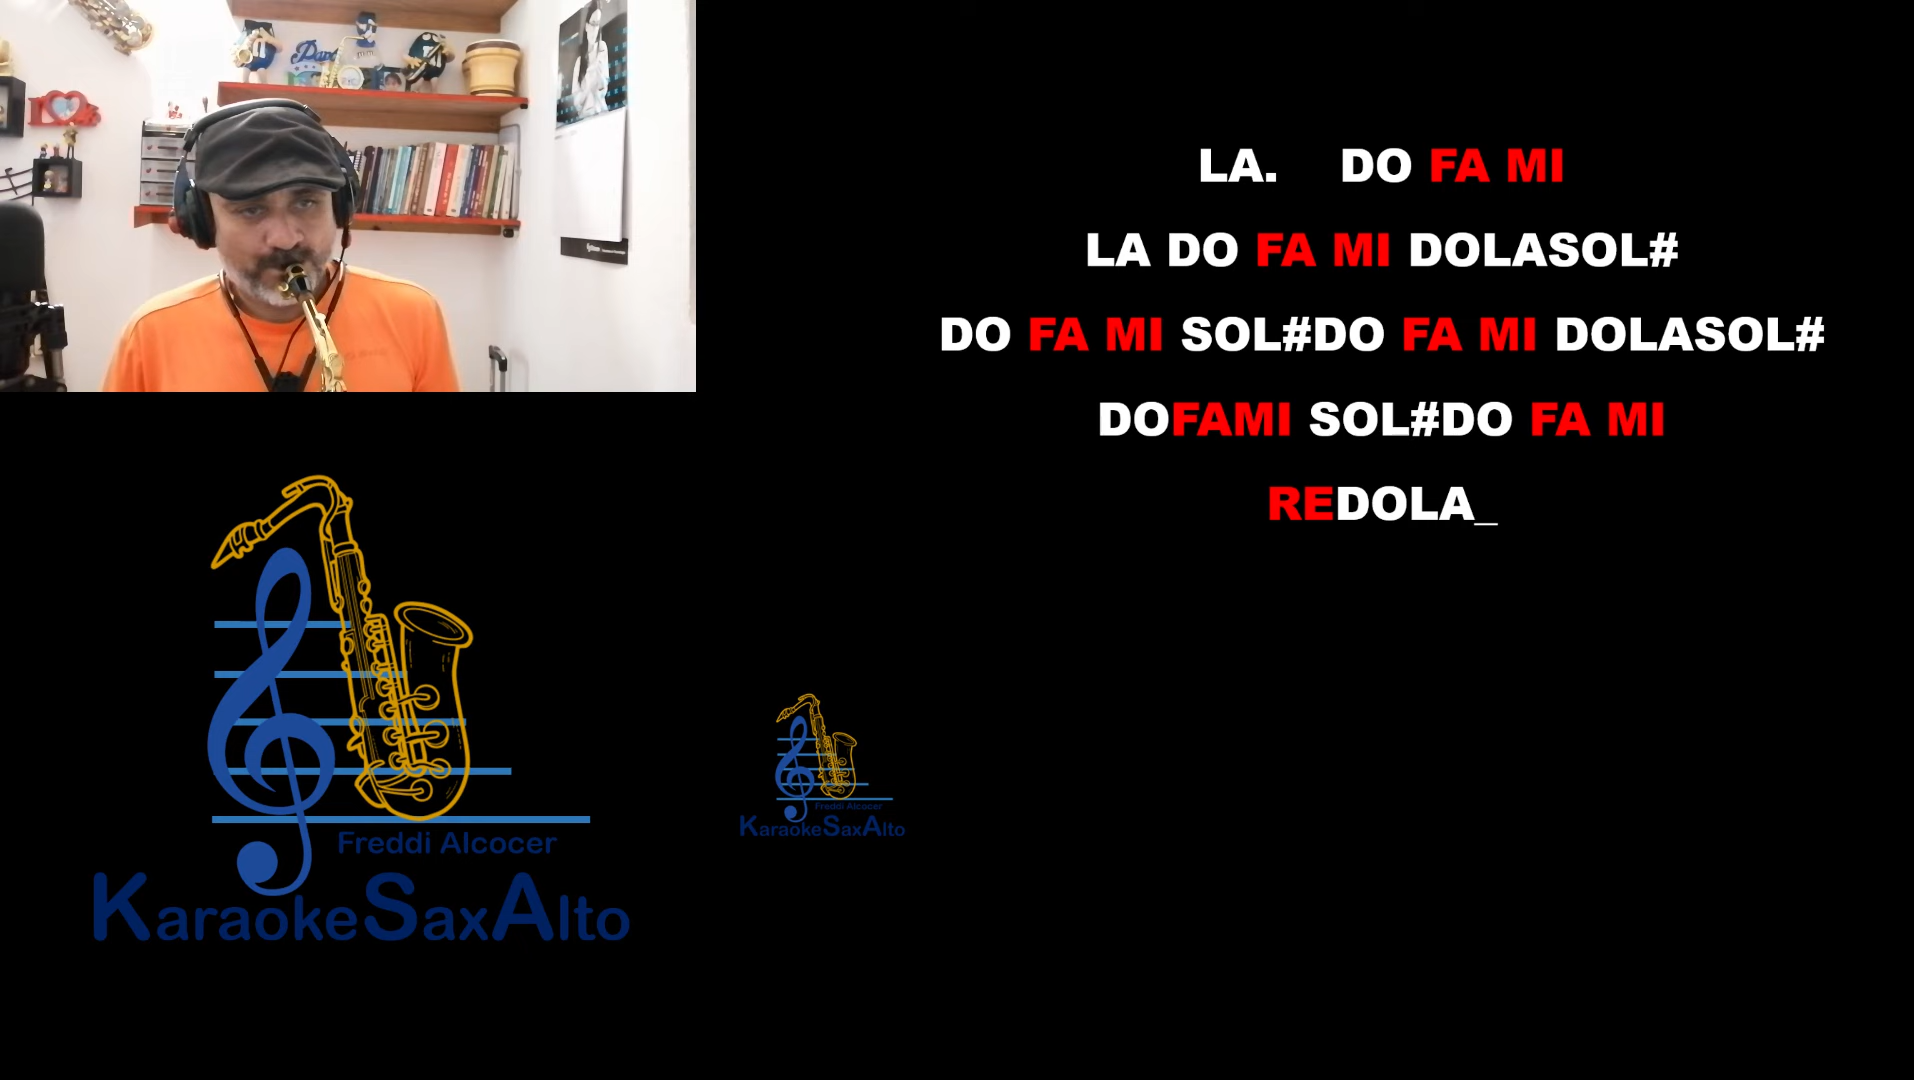 LA. DO FA MI
LA DO FA MI DOLASOL#
DO FA MI SOL#DO FA MI DOLASOL#
DOFAMI SOL#DO FA MI
REDOLA_
Freddi Alcocer
KaraokeSaxAlto
Freddi Alcocer
KaraokeSaxAlto